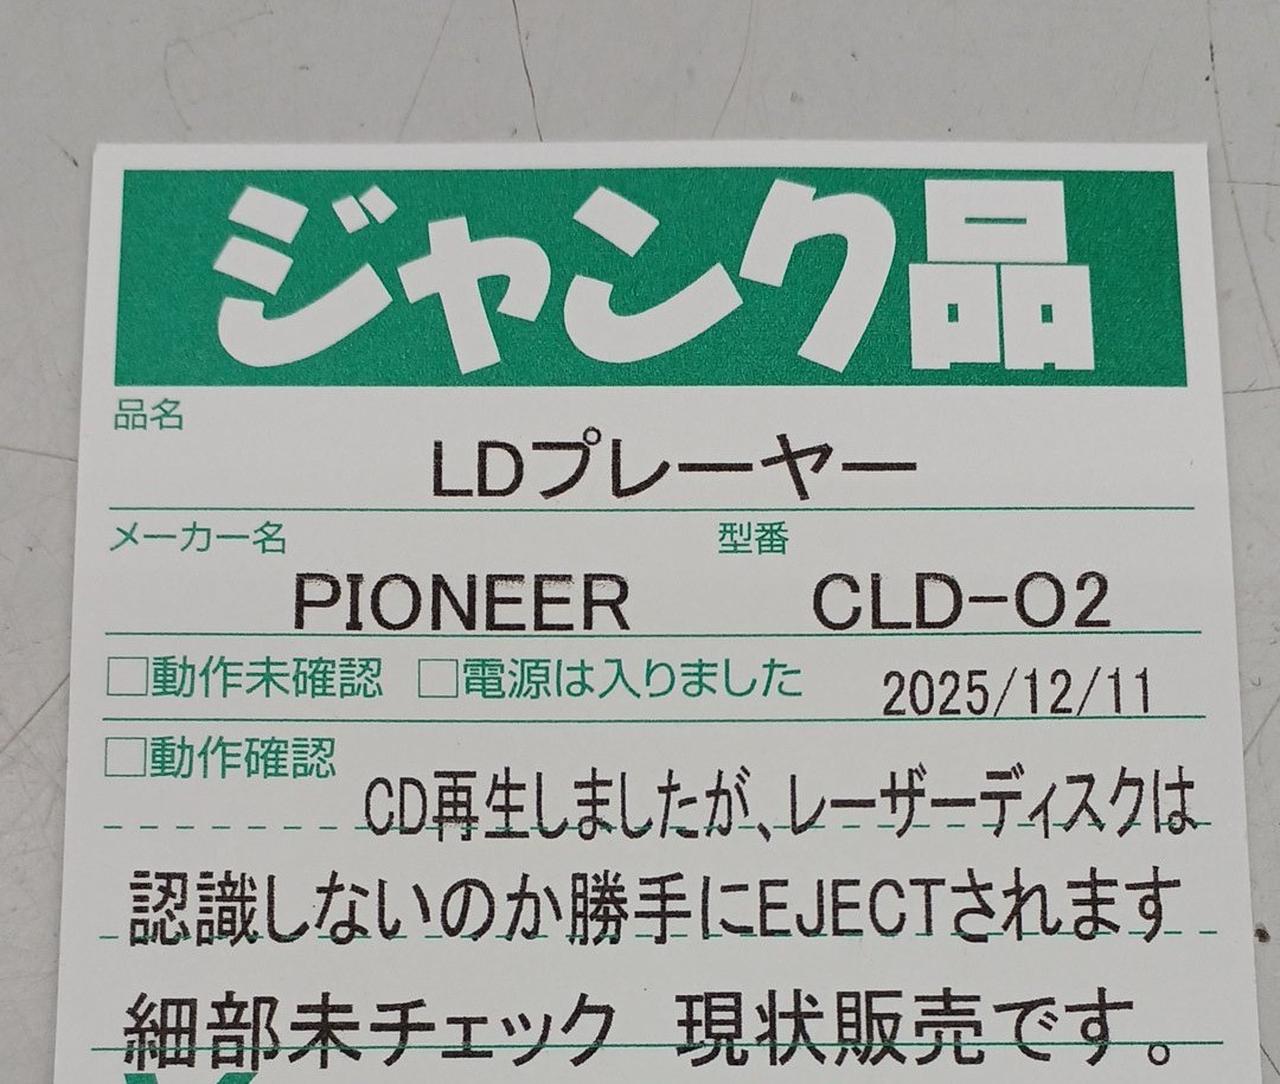 ジャンク品
品名
LDプレーヤー
メーカー名 型番
PIONEER CLD-O2
□動作未確認 □電源は入りました 2025/12/11
□動作確認
CD再生しましたが、レーザーディスクは
認識しないのか勝手にEJECTされます
細部未チェック 現状販売です。